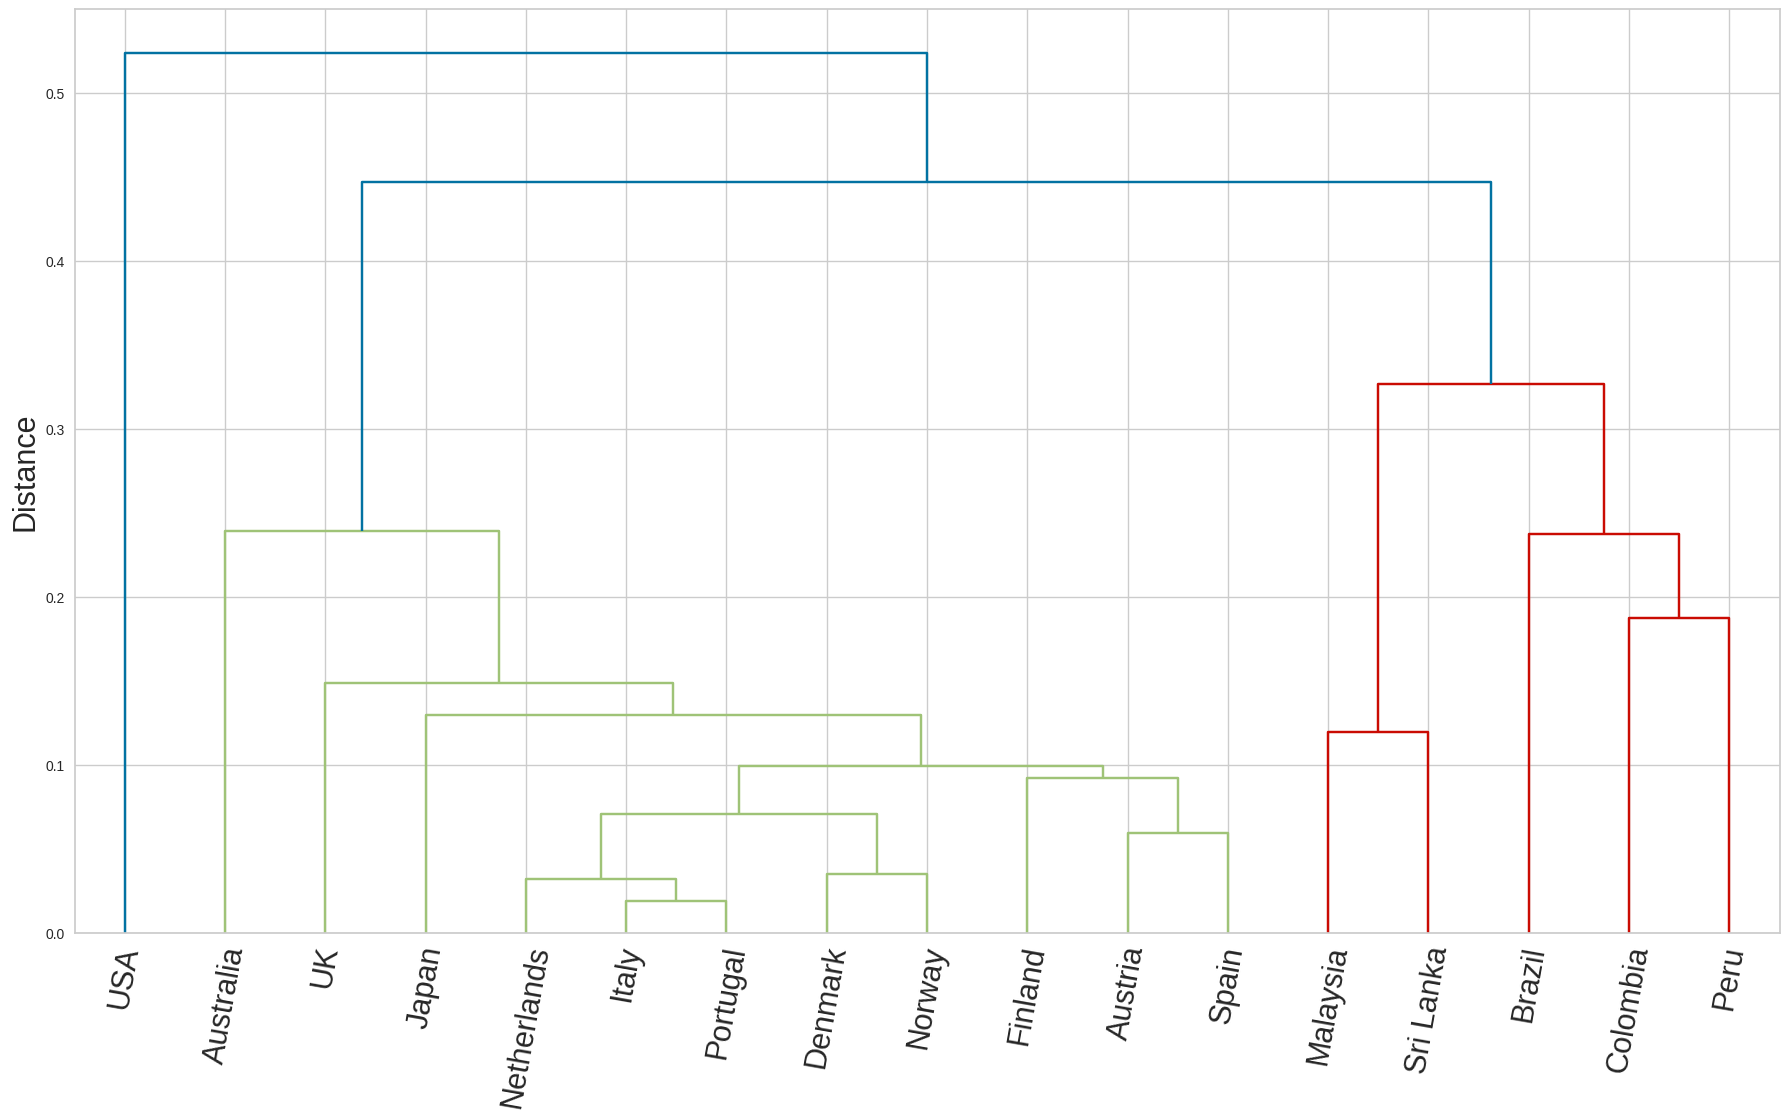 0.5
0.4
0.3
0.2
0.1
0.0
Distance
USA
Australia
UK
Japan
Netherlands
Italy
Portugal
Denmark
Norway
Finland
Austria
Spain
Malaysia
Sri Lanka
Brazil
Colombia
Peru